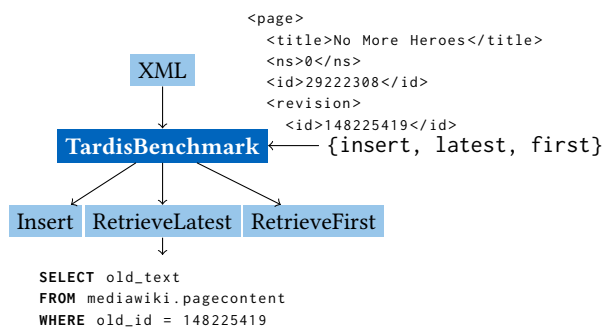 <page>
<title>No More Heroes</title>
<ns>0</ns>
<id>29222308</id>
<revision>
<id>148225419</id>
XML
TardisBenchmark
{insert, latest, first}
Insert
RetrieveLatest
RetrieveFirst
SELECT old_text
FROM mediawiki.pagecontent
WHERE old_id = 148225419